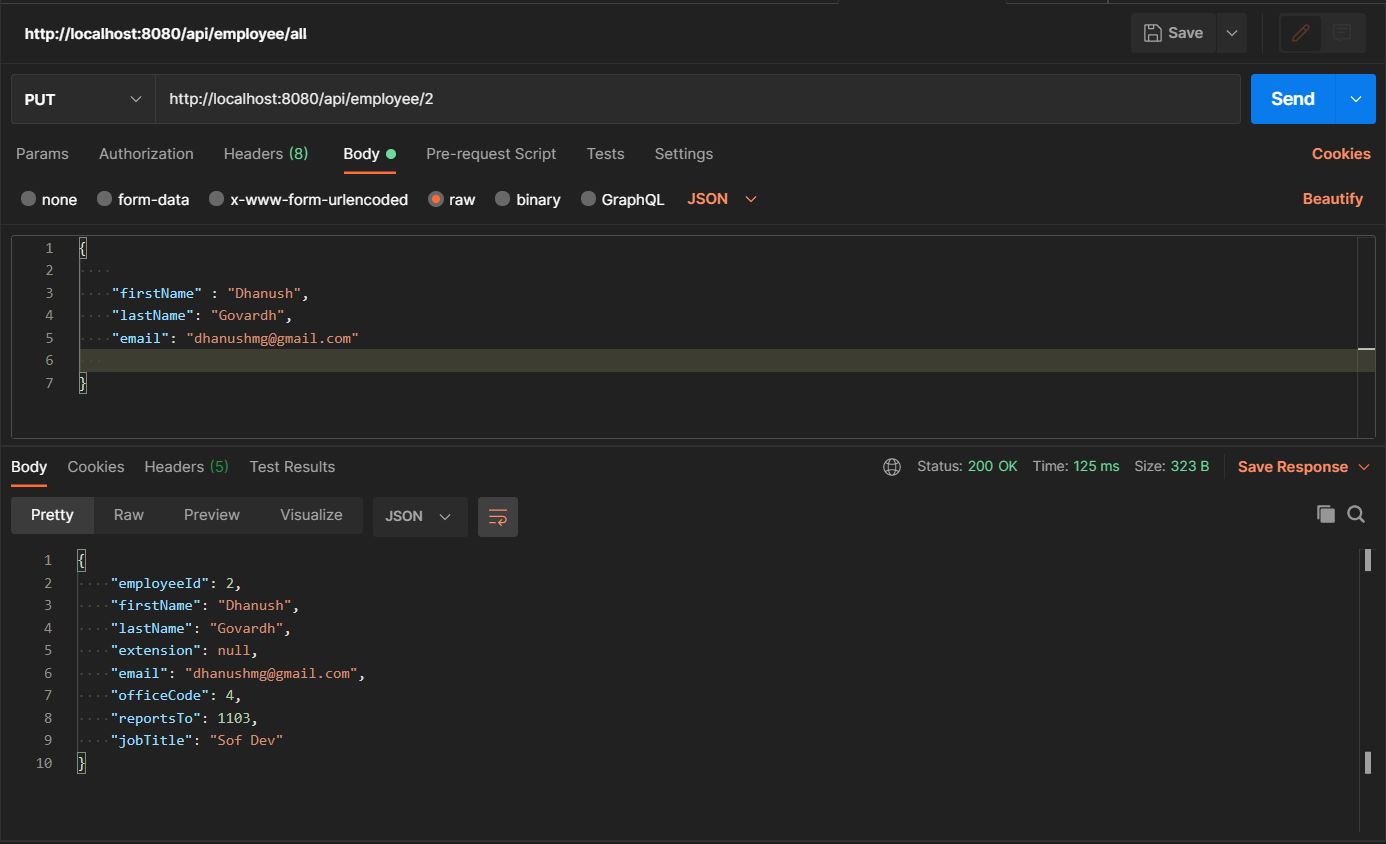 http://localhost:8080/api/employee/all Save
PUT http://localhost:8080/api/employee/2 Send
Params Authorization Headers (8) Body Pre-request Script Tests Settings Cookies
none form-data x-www-form-urlencoded raw binary GraphQL JSON Beautify
1 {
2
3 "firstName" : "Dhanush",
4 "lastName": "Govardh",
5 "email": "dhanushmg@gmail.com"
6
7 }
Body Cookies Headers (5) Test Results Status: 200 OK Time: 125 ms Size: 323 B Save Response
Pretty Raw Preview Visualize JSON
1 {
2 "employeeId": 2,
3 "firstName": "Dhanush",
4 "lastName": "Govardh",
5 "extension": null,
6 "email": "dhanushmg@gmail.com",
7 "officeCode": 4,
8 "reportsTo": 1103,
9 "jobTitle": "Sof Dev"
10 }